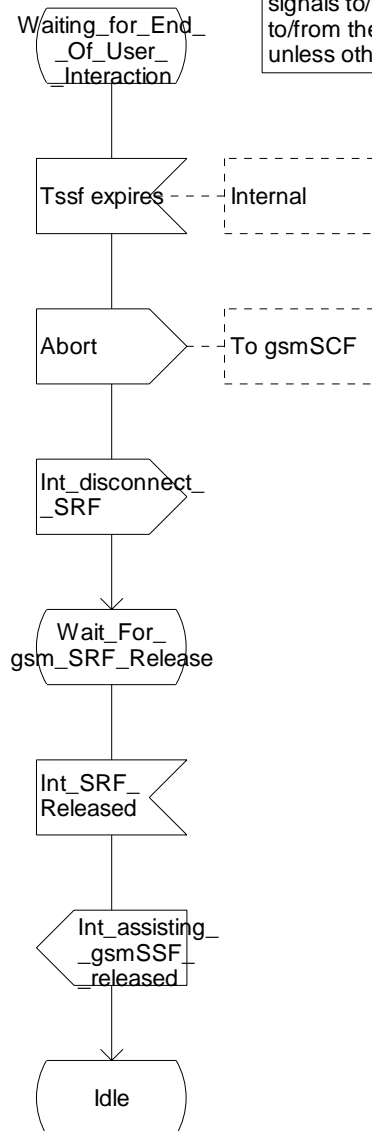 signals to/
to/from the
unless oth
Waiting_for_End_
_Of_User_
_Interaction
Tssf expires
Internal
Abort
To gsmSCF
Int_disconnect_
_SRF
Wait_For_
gsm_SRF_Release
Int_SRF_
Released
Int_assisting_
_gsmSSF_
_released
Idle